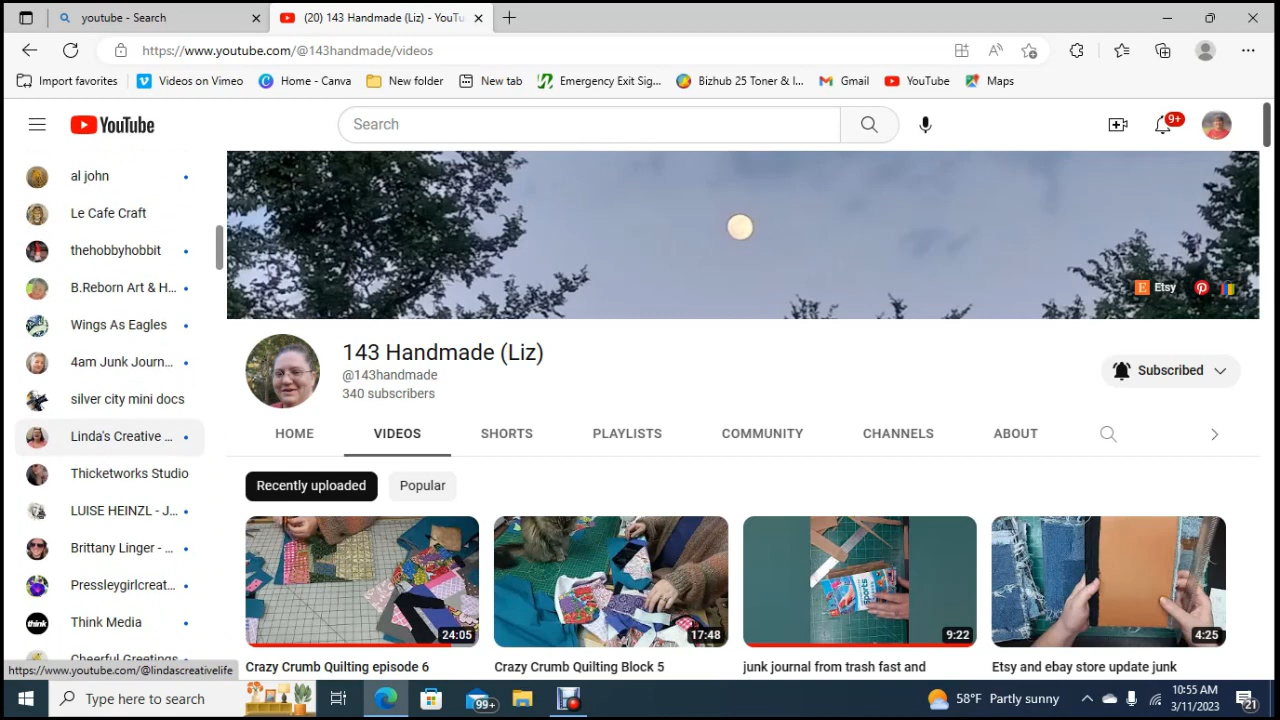 youtube - Search
(20) 143 Handmade (Liz) - YouTu
https://www.youtube.com/@143handmade/videos
Import favorites
Videos on Vimeo
Home - Canva
New folder
New tab
Emergency Exit Sig...
Bizhub 25 Toner & I...
Gmail
YouTube
Maps
YouTube
Search
9+
al john
Le Cafe Craft
thehobbyhobbit
B.Reborn Art & H...
Wings As Eagles
4am Junk Journ...
silver city mini docs
Linda's Creative ...
Thicketworks Studio
LUISE HEINZL - J...
Brittany Linger - ...
Pressleygirlcreat...
think
Think Media
Cheerful Greetings
Etsy
143 Handmade (Liz)
@143handmade
340 subscribers
Subscribed
HOME
VIDEOS
SHORTS
PLAYLISTS
COMMUNITY
CHANNELS
ABOUT
Recently uploaded
Popular
24:05
17:48
9:22
4:25
Crazy Crumb Quilting episode 6
Crazy Crumb Quilting Block 5
junk journal from trash fast and
Etsy and ebay store update junk
https://www.youtube.com/@lindascreativelife
Type here to search
99+
58°F Partly sunny
10:55 AM
3/11/2023
21